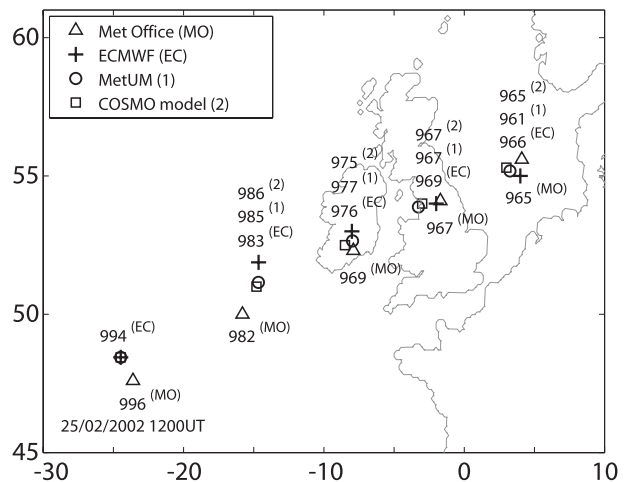 60
55
50
45
-30
-20
-10
0
10
Met Office (MO)
ECMWF (EC)
MetUM (1)
COSMO model (2)
994 (EC)
996 (MO)
25/02/2002 1200UT
986 (2)
985 (1)
983 (EC)
982 (MO)
975 (2)
977 (1)
976 (EC)
969 (MO)
967 (2)
967 (1)
969 (EC)
967 (MO)
965 (2)
961 (1)
966 (EC)
965 (MO)